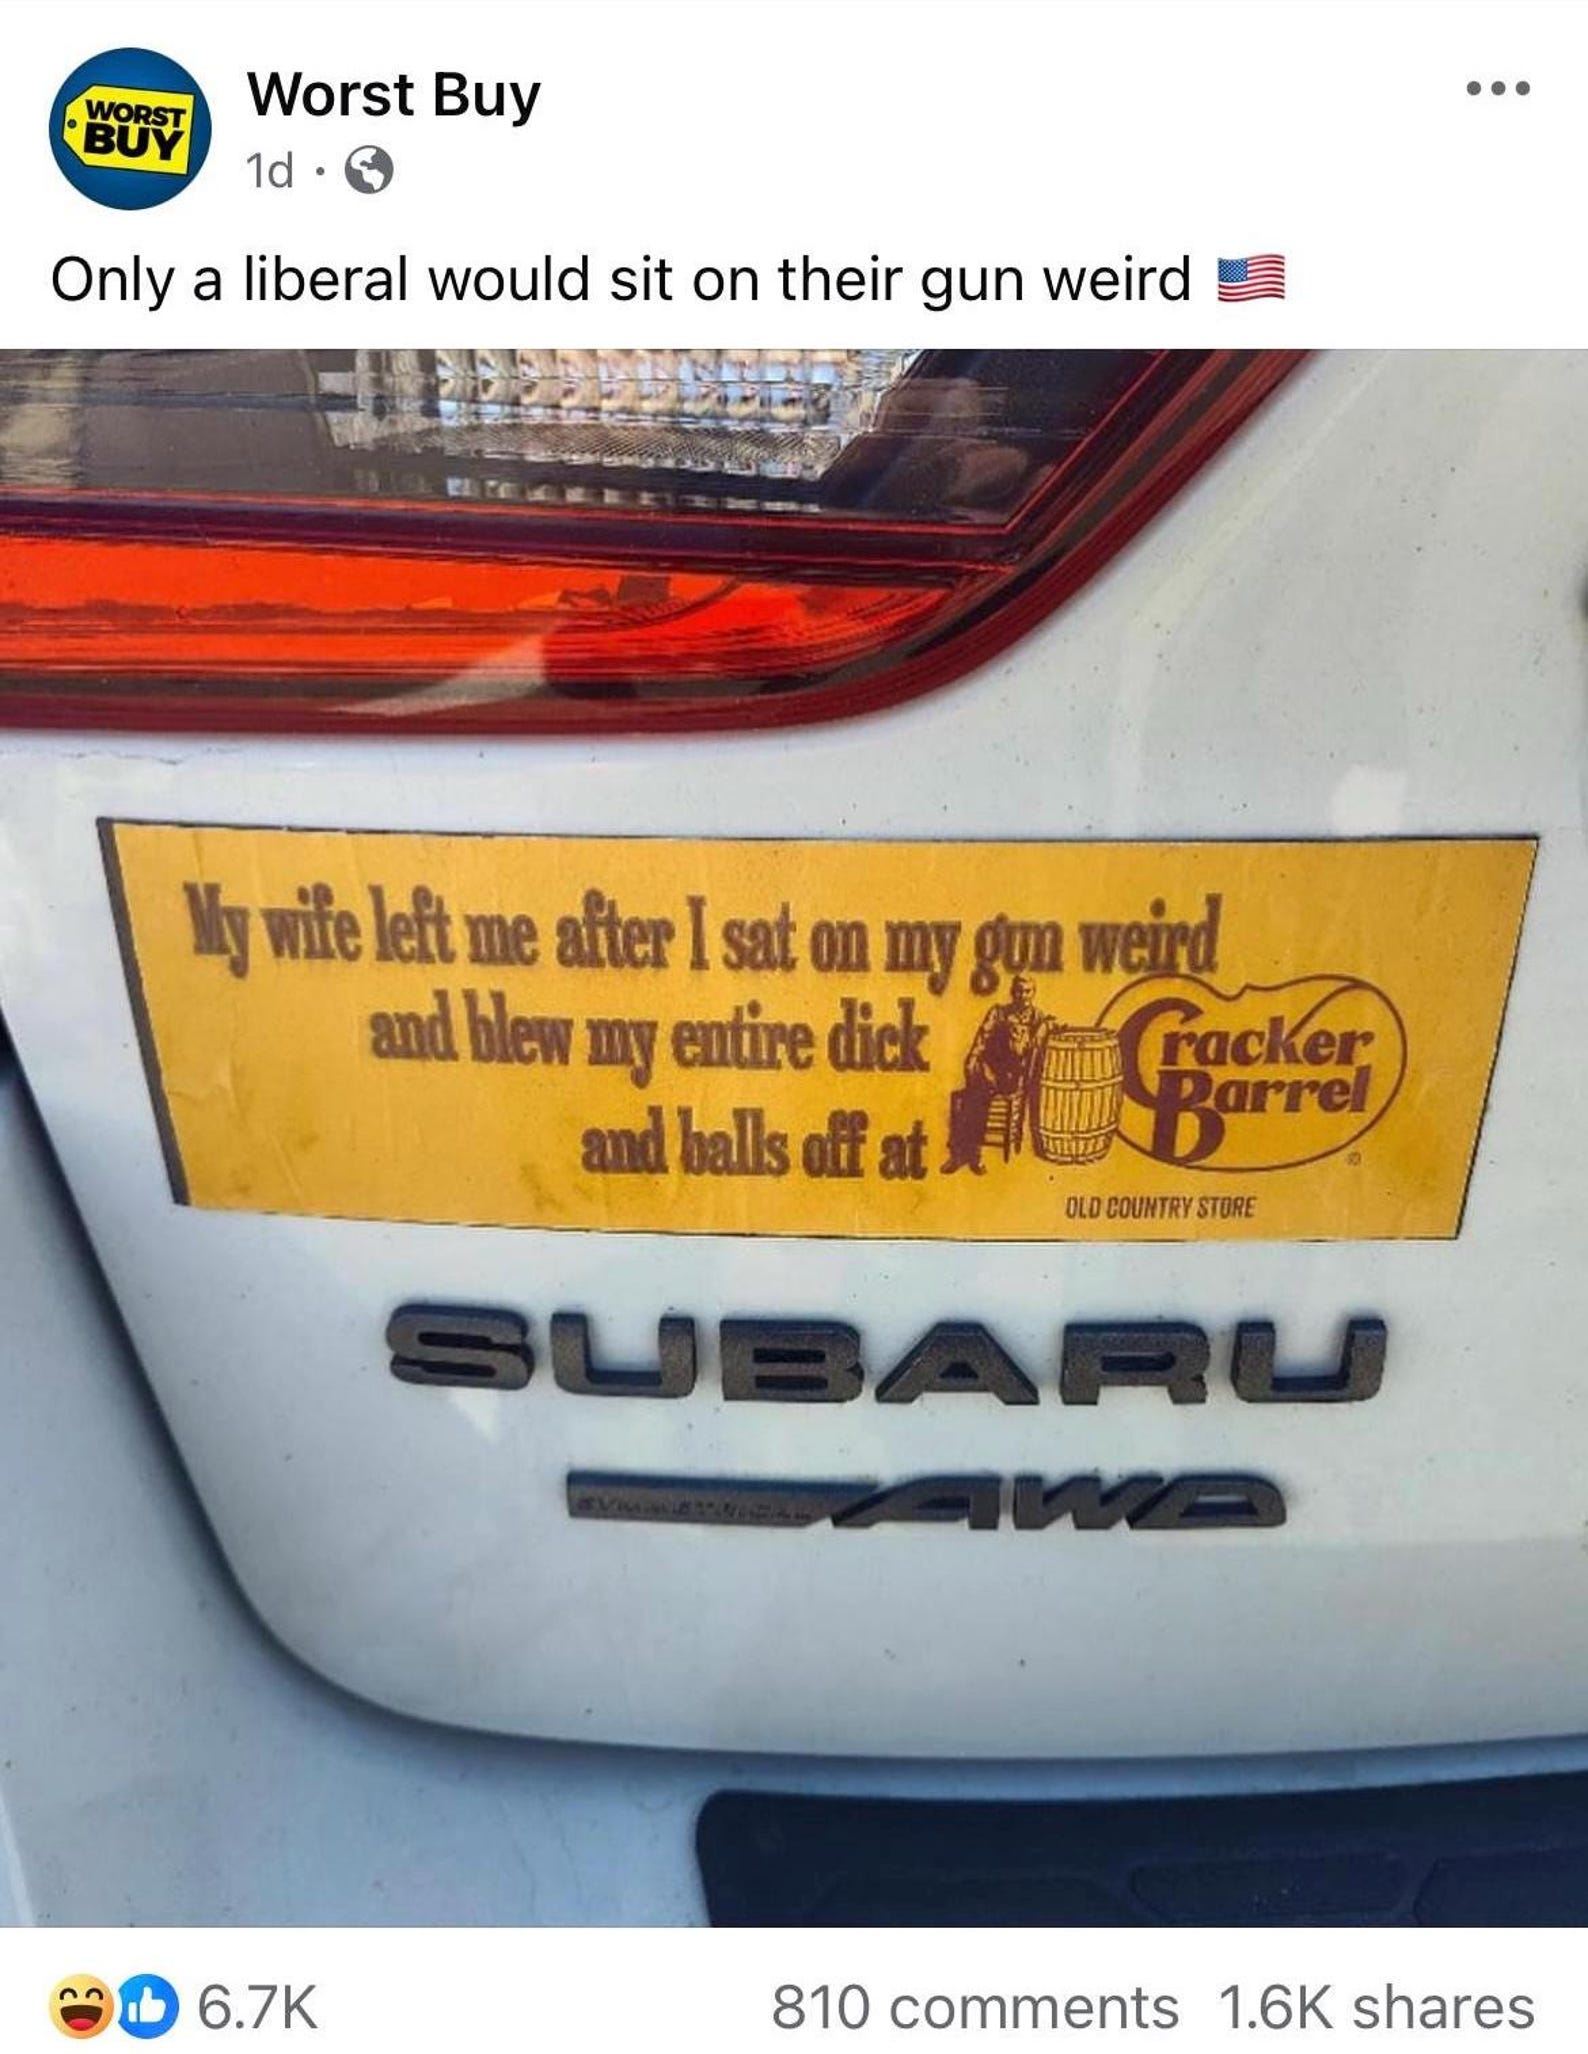 WORST
BUY
Worst Buy
1d ·
Only a liberal would sit on their gun weird 🇺🇸
My wife left me after I sat on my gun weird
and blew my entire dick
and balls off at
Cracker
Barrel
OLD COUNTRY STORE
SUBARU
AWD
6.7K
810 comments 1.6K shares